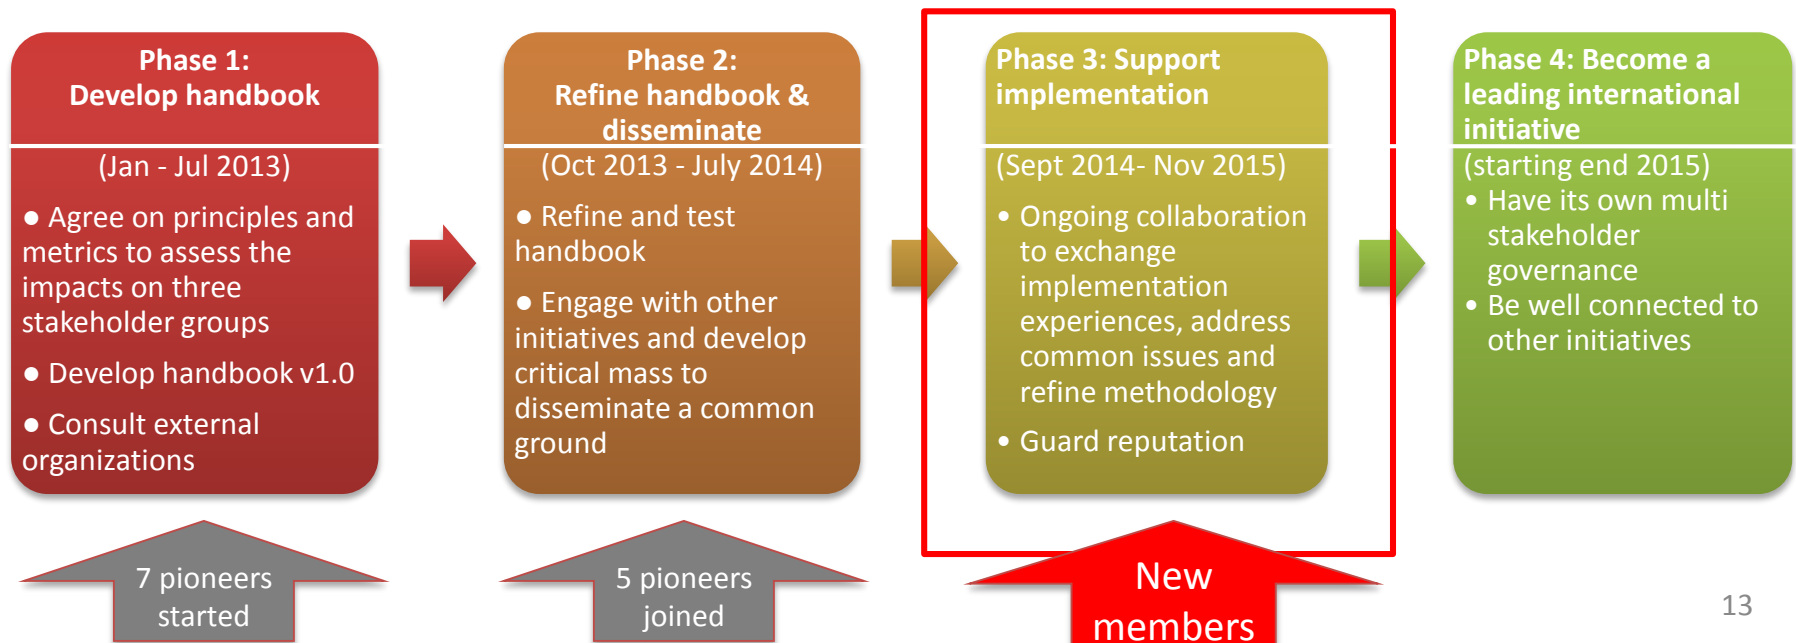 Phase 1:
Develop handbook
(Jan - Jul 2013)
● Agree on principles and
metrics to assess the
impacts on three
stakeholder groups
● Develop handbook v1.0
● Consult external
organizations
7 pioneers
started
Phase 2:
Refine handbook &
disseminate
(Oct 2013 - July 2014)
● Refine and test
handbook
● Engage with other
initiatives and develop
critical mass to
disseminate a common
ground
5 pioneers
joined
Phase 3: Support
implementation
(Sept 2014- Nov 2015)
• Ongoing collaboration
to exchange
implementation
experiences, address
common issues and
refine methodology
• Guard reputation
New
members
Phase 4: Become a
leading international
initiative
(starting end 2015)
• Have its own multi
stakeholder
governance
• Be well connected to
other initiatives
13